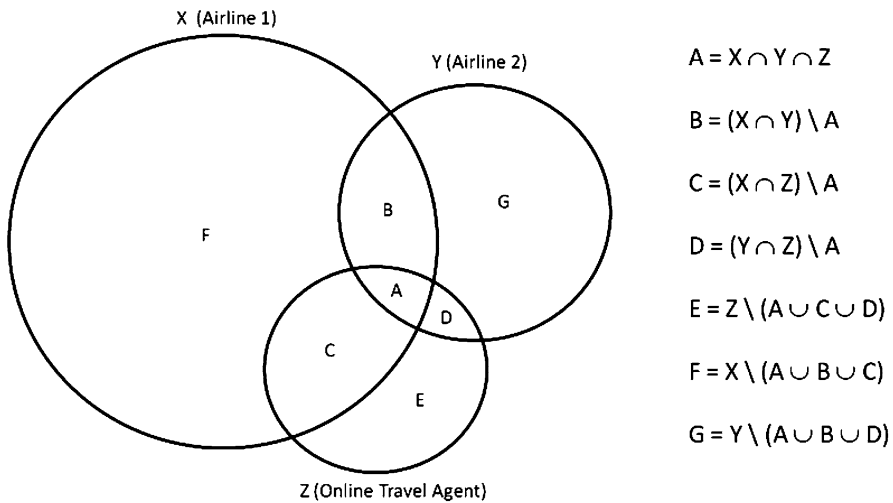 X (Airline 1)
Y (Airline 2)
F
B
G
A
D
C
E
Z (Online Travel Agent)
A = X ∩ Y ∩ Z
B = (X ∩ Y) \ A
C = (X ∩ Z) \ A
D = (Y ∩ Z) \ A
E = Z \ (A ∪ C ∪ D)
F = X \ (A ∪ B ∪ C)
G = Y \ (A ∪ B ∪ D)